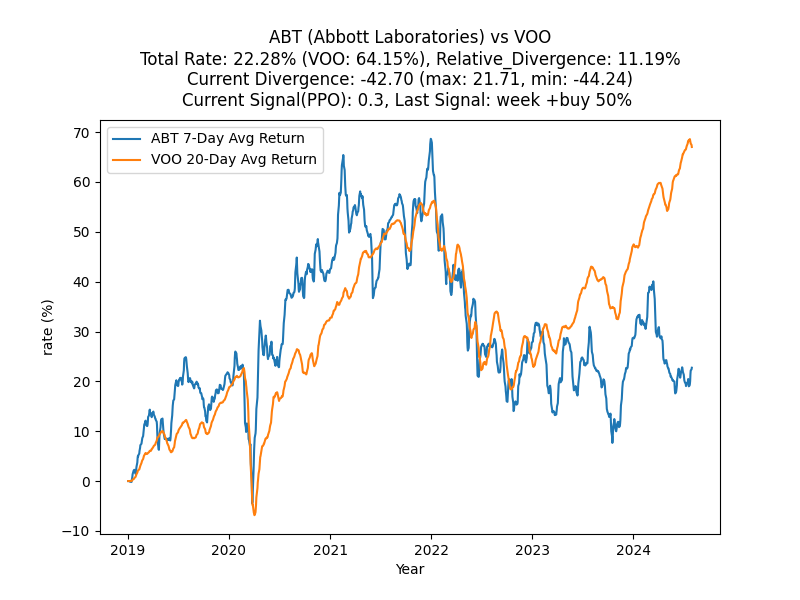 ABT (Abbott Laboratories) vs VOO
Total Rate: 22.28% (VOO: 64.15%), Relative_Divergence: 11.19%
Current Divergence: -42.70 (max: 21.71, min: -44.24)
Current Signal(PPO): 0.3, Last Signal: week +buy 50%
ABT 7-Day Avg Return
VOO 20-Day Avg Return
70
60
50
40
30
20
10
0
−10
rate (%)
2019 2020 2021 2022 2023 2024
Year